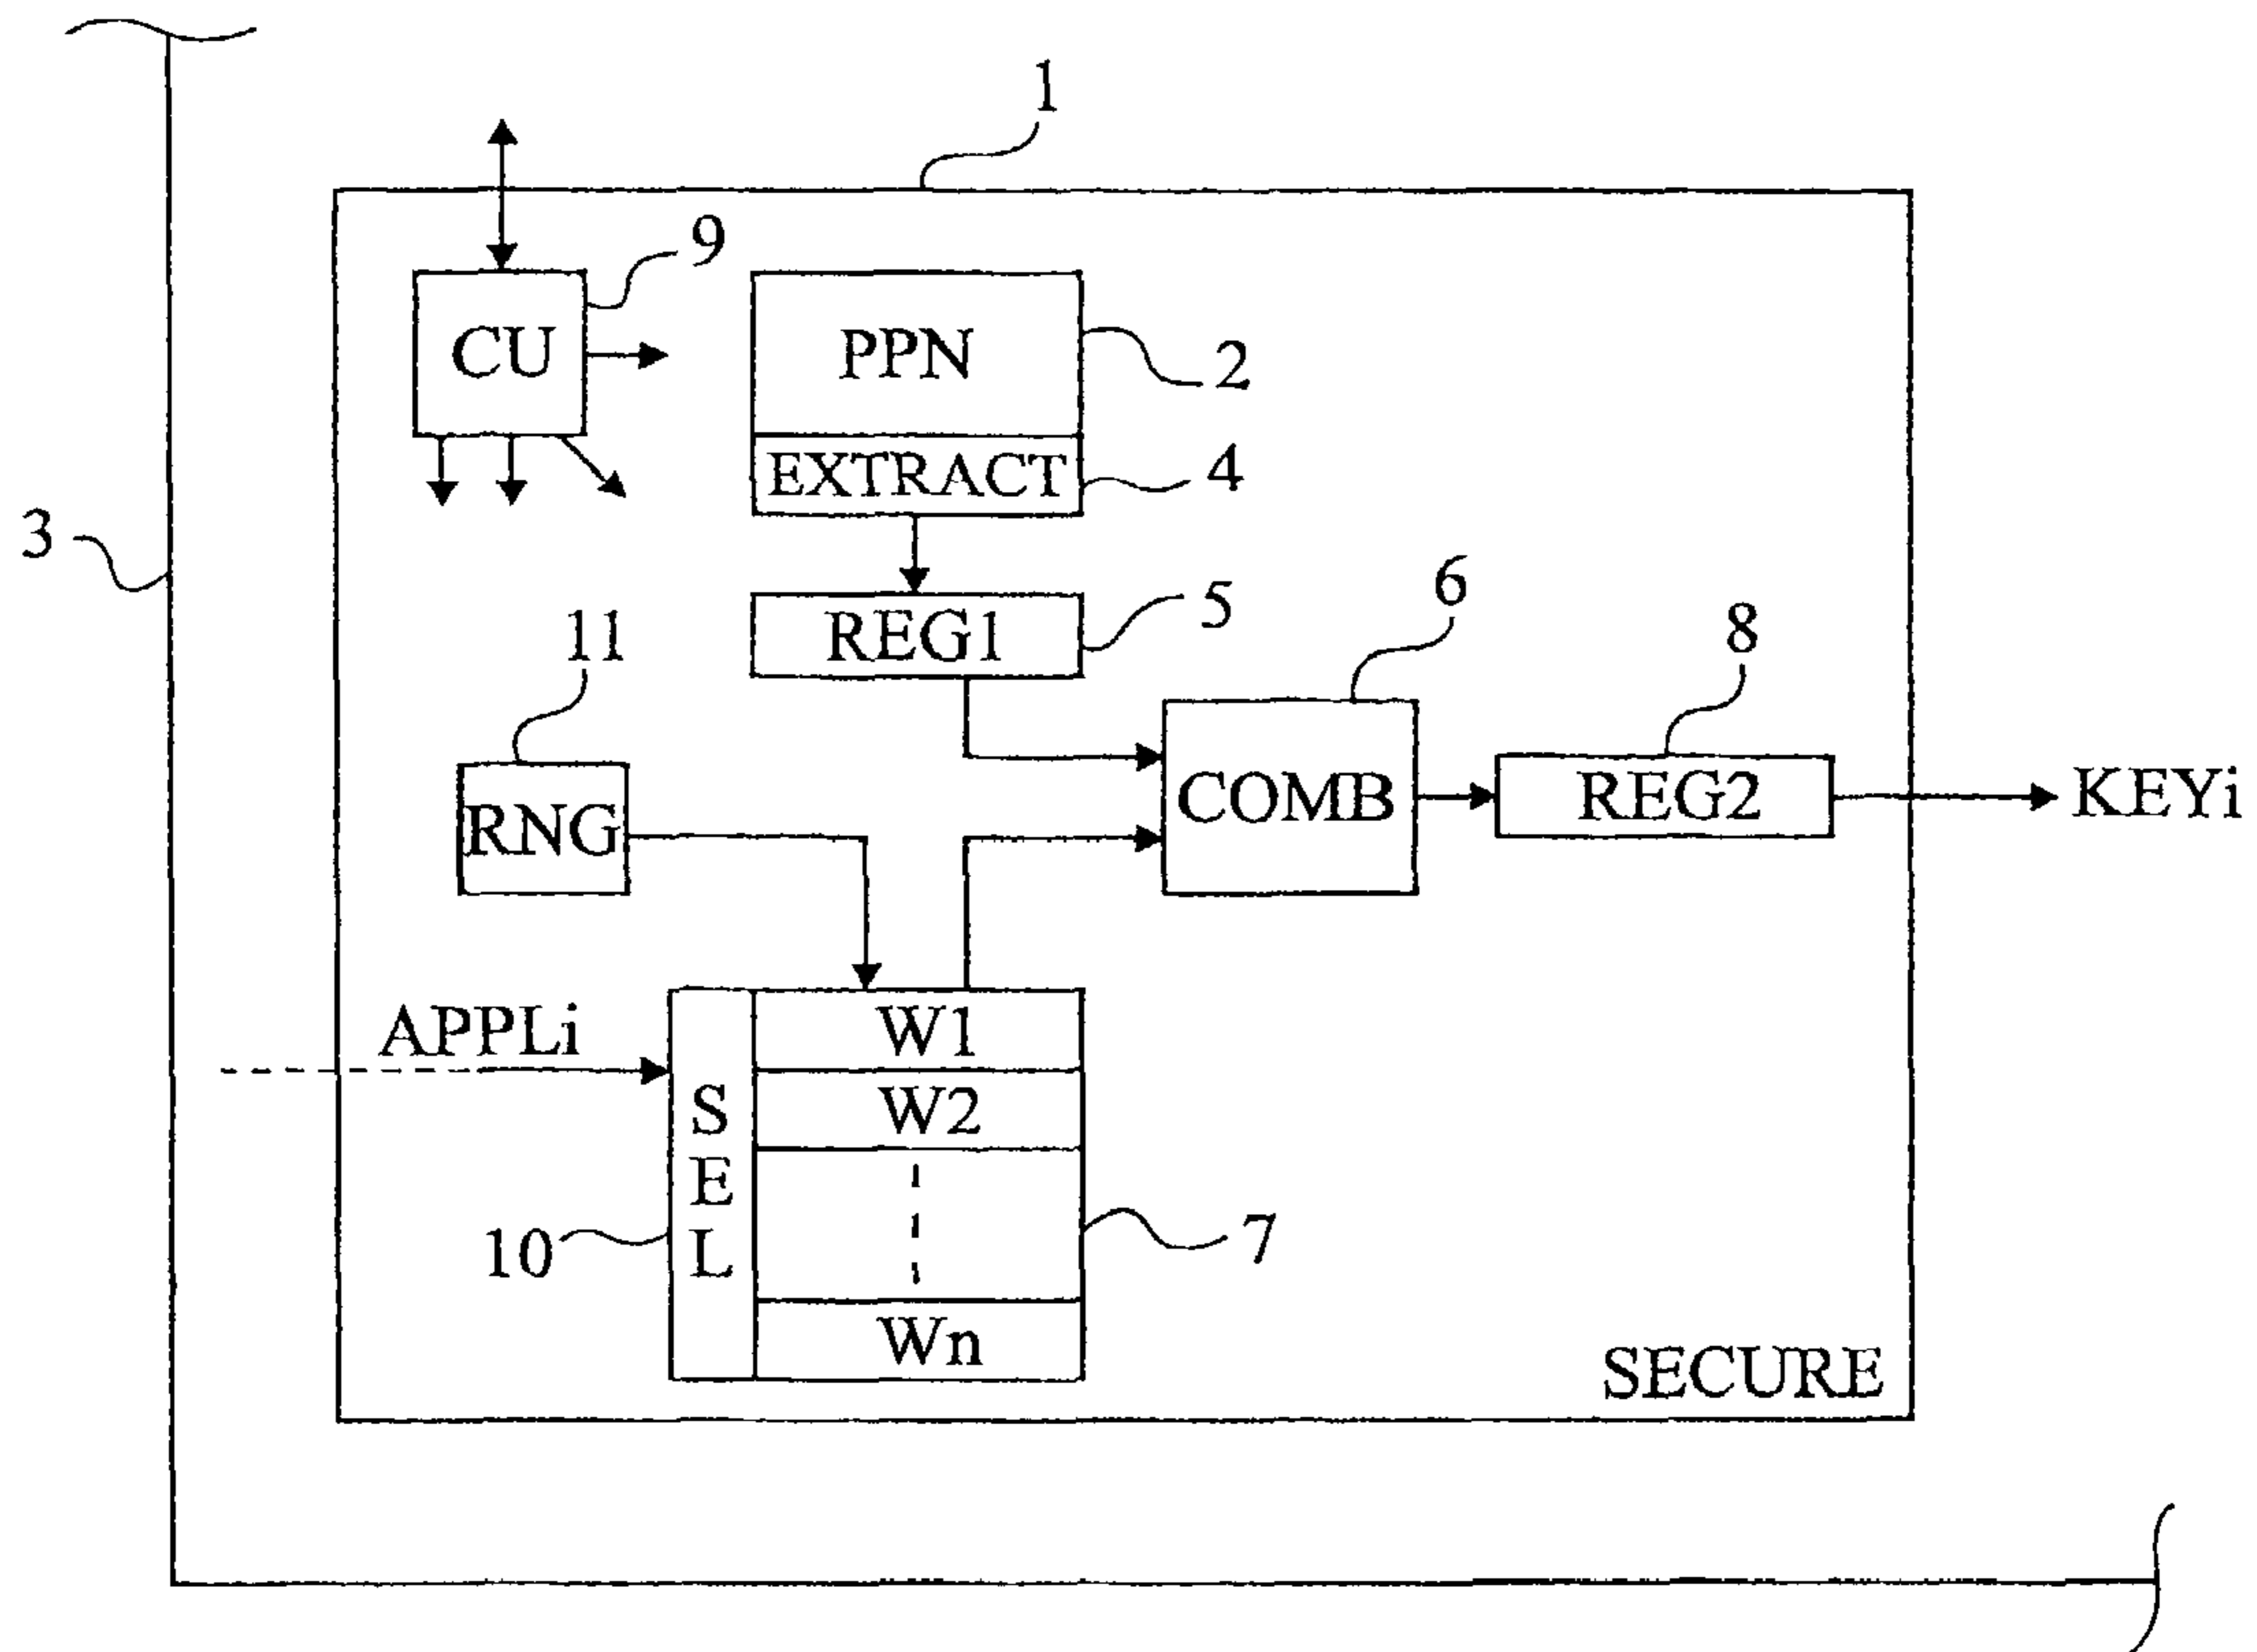 1
9
CU
PPN
2
EXTRACT
4
3
REG1
5
6
8
11
RNG
COMB
REG2
KEYi
APPLi
SEL
W1
W2
10
7
Wn
SECURE